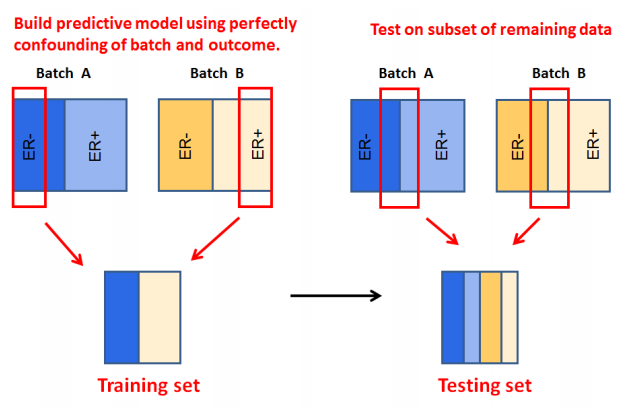 Build predictive model using perfectly
confounding of batch and outcome.
Test on subset of remaining data
Batch A
Batch B
Batch A
Batch B
ER-
ER+
ER-
ER+
ER-
ER+
ER-
ER+
Training set
Testing set